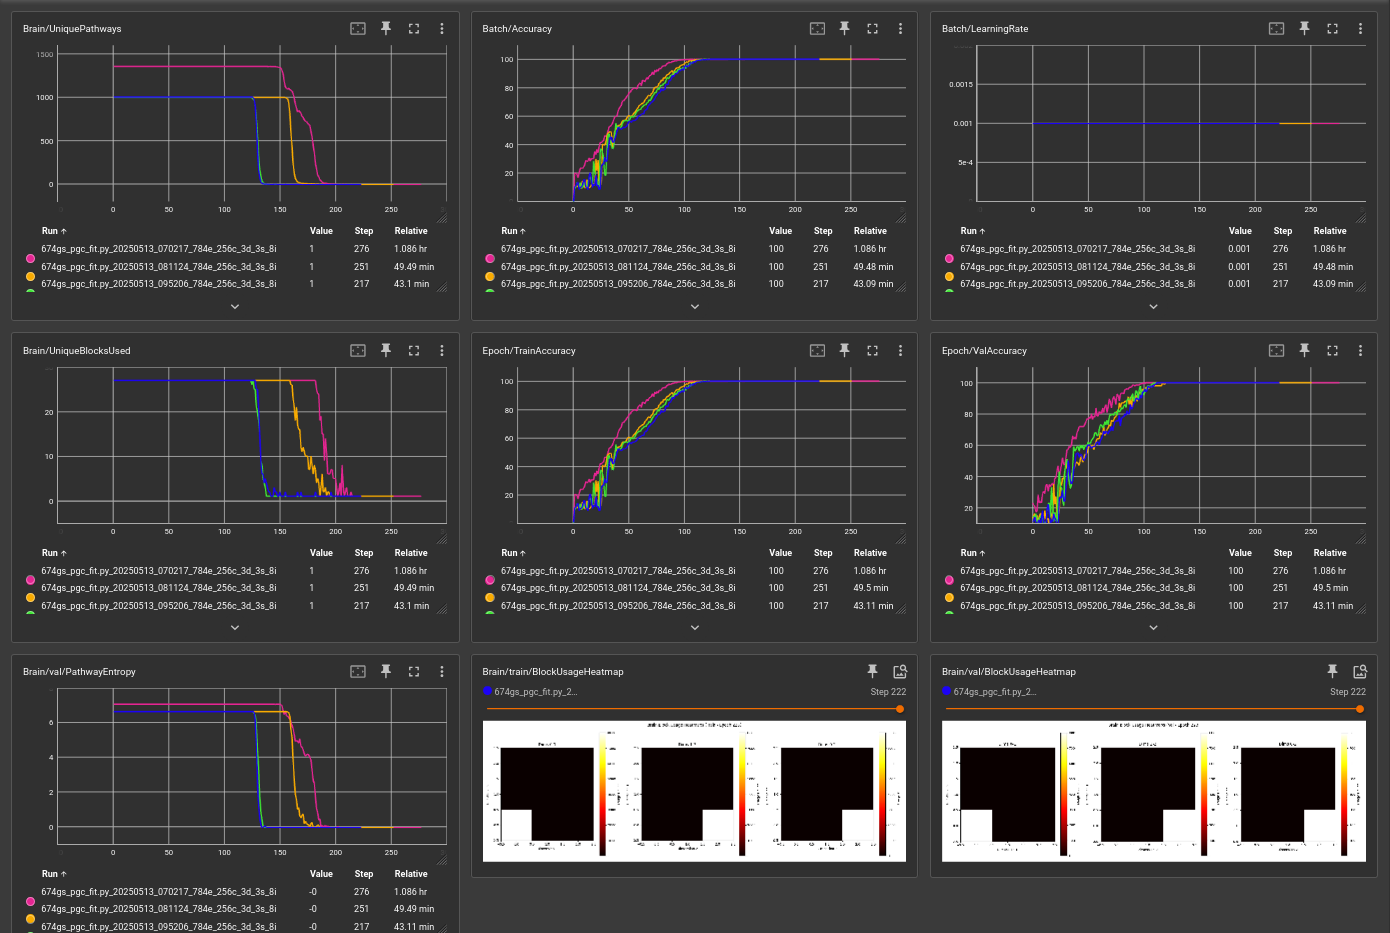 Brain/UniquePathways
1500
1000
500
0
0 50 100 150 200 250
Run ↑ Value Step Relative
674gs_pgc_fit.py_20250513_070217_784e_256c_3d_3s_8i 1 276 1.086 hr
674gs_pgc_fit.py_20250513_081124_784e_256c_3d_3s_8i 1 251 49.49 min
674gs_pgc_fit.py_20250513_095206_784e_256c_3d_3s_8i 1 217 43.1 min
Batch/Accuracy
100
80
60
40
20
0 50 100 150 200 250
Run ↑ Value Step Relative
674gs_pgc_fit.py_20250513_070217_784e_256c_3d_3s_8i 100 276 1.086 hr
674gs_pgc_fit.py_20250513_081124_784e_256c_3d_3s_8i 100 251 49.48 min
674gs_pgc_fit.py_20250513_095206_784e_256c_3d_3s_8i 100 217 43.09 min
Batch/LearningRate
0.0015
0.001
5e-4
0 50 100 150 200 250
Run ↑ Value Step Relative
674gs_pgc_fit.py_20250513_070217_784e_256c_3d_3s_8i 0.001 276 1.086 hr
674gs_pgc_fit.py_20250513_081124_784e_256c_3d_3s_8i 0.001 251 49.48 min
674gs_pgc_fit.py_20250513_095206_784e_256c_3d_3s_8i 0.001 217 43.09 min
Brain/UniqueBlocksUsed
20
10
0
0 50 100 150 200 250
Run ↑ Value Step Relative
674gs_pgc_fit.py_20250513_070217_784e_256c_3d_3s_8i 1 276 1.086 hr
674gs_pgc_fit.py_20250513_081124_784e_256c_3d_3s_8i 1 251 49.49 min
674gs_pgc_fit.py_20250513_095206_784e_256c_3d_3s_8i 1 217 43.1 min
Epoch/TrainAccuracy
100
80
60
40
20
0 50 100 150 200 250
Run ↑ Value Step Relative
674gs_pgc_fit.py_20250513_070217_784e_256c_3d_3s_8i 100 276 1.086 hr
674gs_pgc_fit.py_20250513_081124_784e_256c_3d_3s_8i 100 251 49.5 min
674gs_pgc_fit.py_20250513_095206_784e_256c_3d_3s_8i 100 217 43.11 min
Epoch/ValAccuracy
100
80
60
40
20
0 50 100 150 200 250
Run ↑ Value Step Relative
674gs_pgc_fit.py_20250513_070217_784e_256c_3d_3s_8i 100 276 1.086 hr
674gs_pgc_fit.py_20250513_081124_784e_256c_3d_3s_8i 100 251 49.49 min
674gs_pgc_fit.py_20250513_095206_784e_256c_3d_3s_8i 100 217 43.11 min
Brain/val/PathwayEntropy
6
4
2
0
0 50 100 150 200 250
Run ↑ Value Step Relative
674gs_pgc_fit.py_20250513_070217_784e_256c_3d_3s_8i -0 276 1.086 hr
674gs_pgc_fit.py_20250513_081124_784e_256c_3d_3s_8i -0 251 49.49 min
674gs_pgc_fit.py_20250513_095206_784e_256c_3d_3s_8i -0 217 43.11 min
Brain/train/BlockUsageHeatmap
674gs_pgc_fit.py_2... Step 222
Brain/val/BlockUsageHeatmap
674gs_pgc_fit.py_2... Step 222